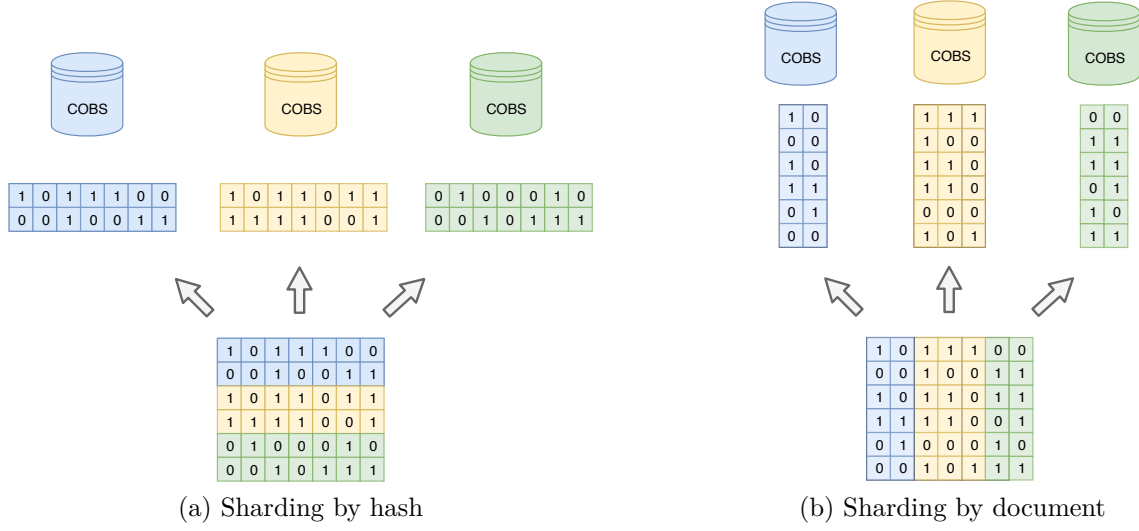 COBS COBS COBS
1 0 1 1 1 0 0
0 0 1 0 0 1 1
1 0 1 1 0 1 1
1 1 1 1 0 0 1
0 1 0 0 0 1 0
0 0 1 0 1 1 1
1 0 1 1 1 0 0
0 0 1 0 0 1 1
1 0 1 1 0 1 1
1 1 1 1 0 0 1
0 1 0 0 0 1 0
0 0 1 0 1 1 1
(a) Sharding by hash
COBS COBS COBS
1 0
0 0
1 0
1 1
0 1
0 0
1 1 1
1 0 0
1 1 0
1 1 0
0 0 0
1 0 1
0 0
1 1
1 1
0 1
1 0
1 1
1 0 1 1 1 0 0
0 0 1 0 0 1 1
1 0 1 1 0 1 1
1 1 1 1 0 0 1
0 1 0 0 0 1 0
0 0 1 0 1 1 1
(b) Sharding by document